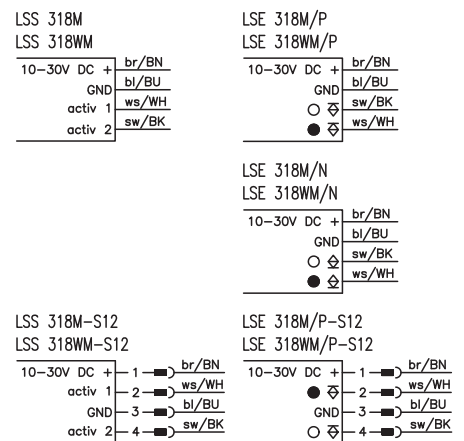 LSS 318M
LSS 318WM
10–30V DC + br/BN
GND bl/BU
activ 1 ws/WH
activ 2 sw/BK
LSE 318M/P
LSE 318WM/P
10–30V DC + br/BN
GND bl/BU
sw/BK
ws/WH
LSE 318M/N
LSE 318WM/N
10–30V DC + br/BN
GND bl/BU
sw/BK
ws/WH
LSS 318M–S12
LSS 318WM–S12
10–30V DC + 1 br/BN
activ 1 2 ws/WH
GND 3 bl/BU
activ 2 4 sw/BK
LSE 318M/P–S12
LSE 318WM/P–S12
10–30V DC + 1 br/BN
2 ws/WH
GND 3 bl/BU
4 sw/BK